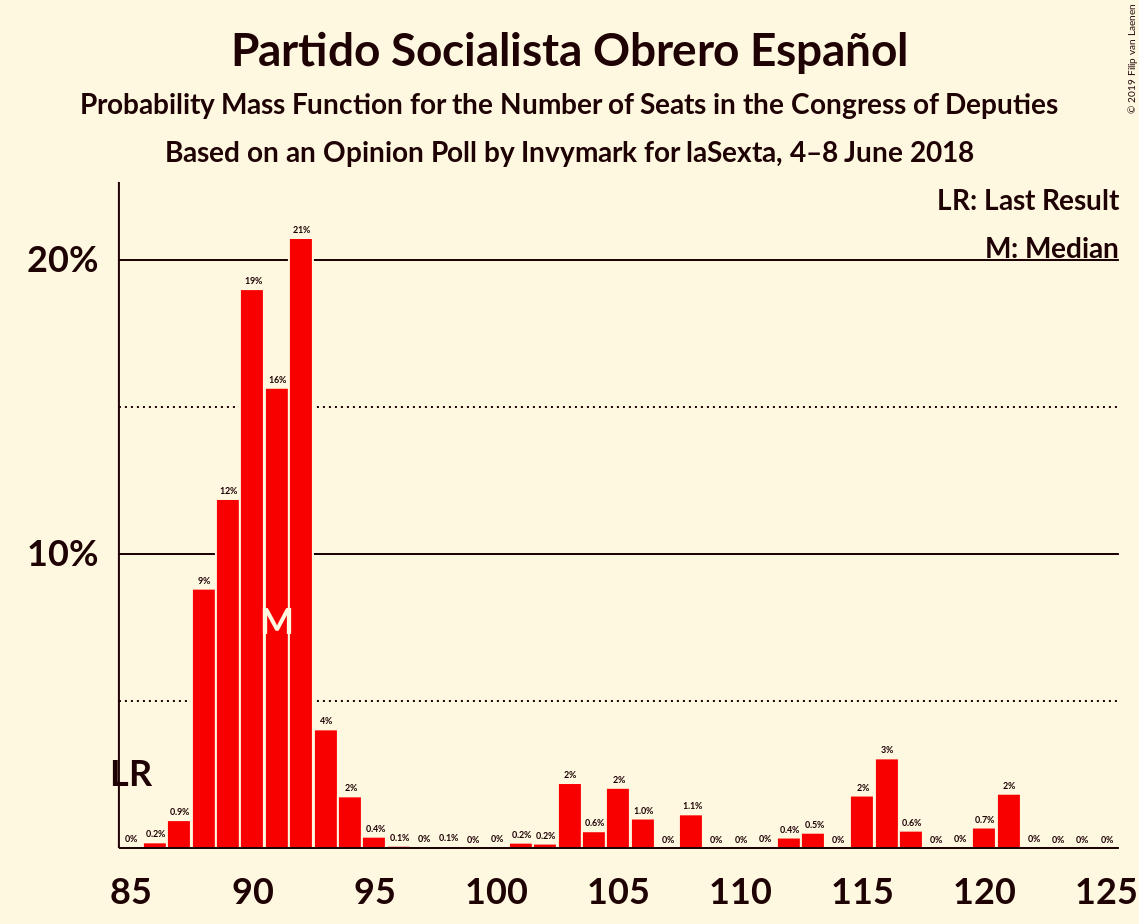 Partido Socialista Obrero Español
Probability Mass Function for the Number of Seats in the Congress of Deputies
Based on an Opinion Poll by Invymark for laSexta, 4–8 June 2018
© 2019 Filip van Laenen
LR: Last Result
M: Median
20%
10%
0% 0.2% 0.9% 9% 12% 19% 16% 21% 4% 2% 0.4% 0.1% 0% 0.1% 0% 0% 0.2% 0.2% 2% 0.6% 2% 1.0% 0% 1.1% 0% 0% 0% 0.4% 0.5% 0% 2% 3% 0.6% 0% 0% 0.7% 2% 0% 0% 0% 0%
M
LR
85 90 95 100 105 110 115 120 125